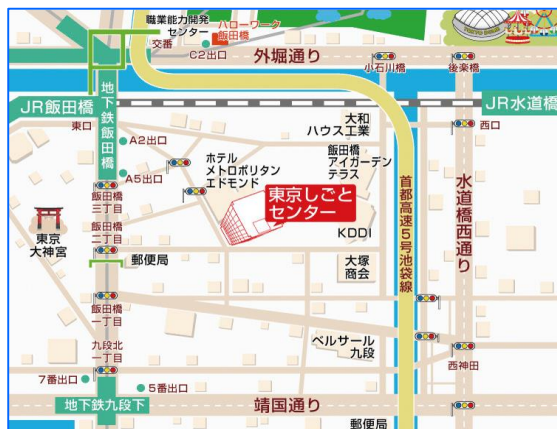 職業能力開発
センター
ハローワーク
飯田橋
交番
C2出口
外堀通り
小石川橋
後楽橋
TOKYO DOME
JR飯田橋
地下鉄飯田橋
JR水道橋
東口
西口
A2出口
大和
ハウス工業
ホテル
メトロポリタン
エドモンド
飯田橋
アイガーデン
テラス
A5出口
飯田橋
三丁目
東京しごと
センター
首都高速5号池袋線
水道橋西通り
東京
大神宮
飯田橋
二丁目
KDDI
郵便局
大塚
商会
飯田橋
一丁目
九段北
一丁目
ベルサール
九段
西神田
7番出口
5番出口
地下鉄九段下
靖国通り
郵便局